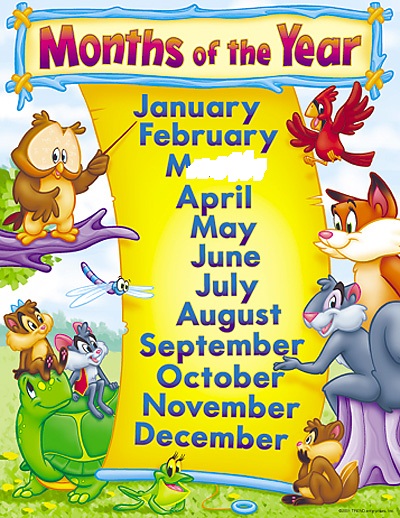 Months of the Year
January
February
April
May
June
July
August
September
October
November
December